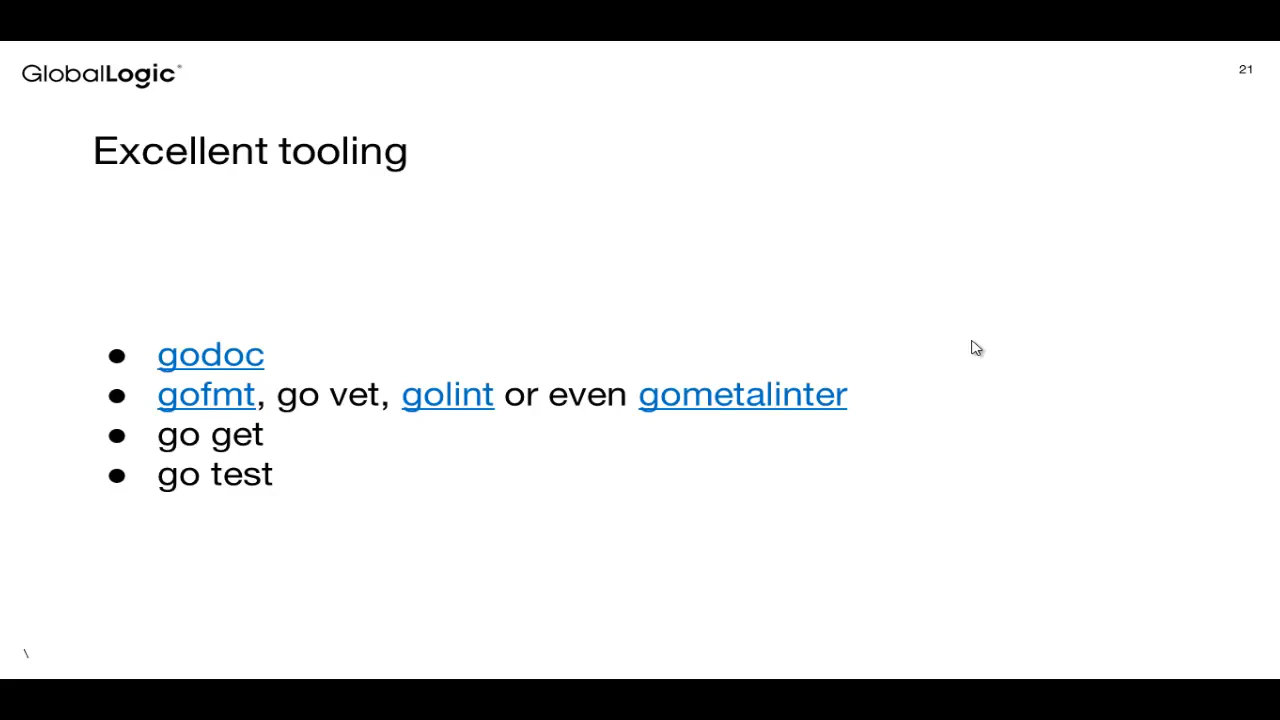 GlobalLogic®
21
Excellent tooling
● godoc
● gofmt, go vet, golint or even gometalinter
● go get
● go test
\